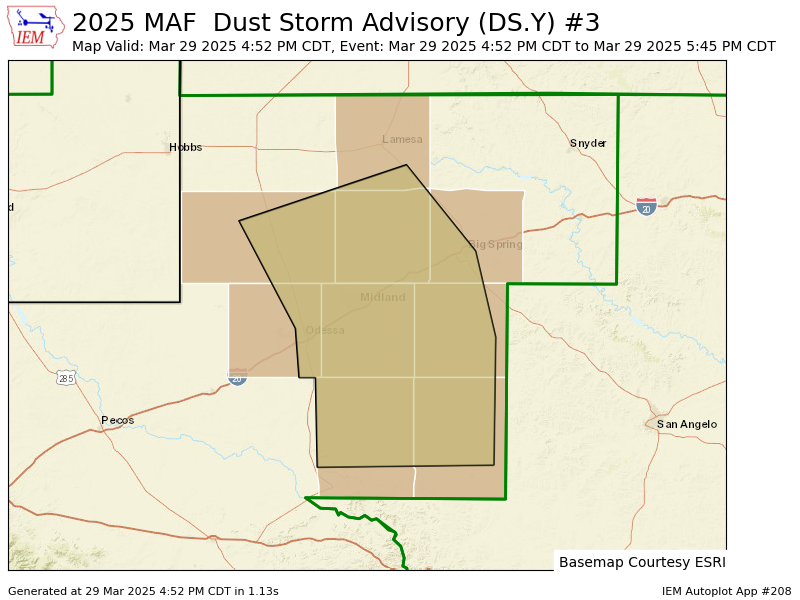 IEM
2025 MAF  Dust Storm Advisory (DS.Y) #3
Map Valid: Mar 29 2025 4:52 PM CDT, Event: Mar 29 2025 4:52 PM CDT to Mar 29 2025 5:45 PM CDT
Lamesa
Hobbs
Snyder
d
20
Big Spring
Midland
Odessa
20
285
Pecos
San Angelo
Basemap Courtesy ESRI
Generated at 29 Mar 2025 4:52 PM CDT in 1.13s
IEM Autoplot App #208